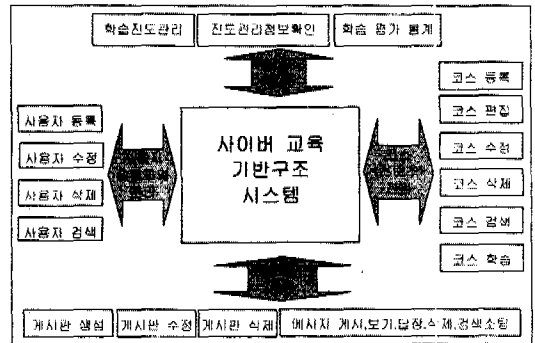 학습진도관리
진도관리정보확인
학습 평가 통계
사용자 등록
사용자 수정
사용자 삭제
사용자 검색
사이버 교육
기반구조
시스템
코스 등록
코스 편집
코스 수정
코스 삭제
코스 검색
코스 학습
게시판 생성
게시판 수정
게시판 삭제
메시지 게시,보기,답장,삭제,검색소팅